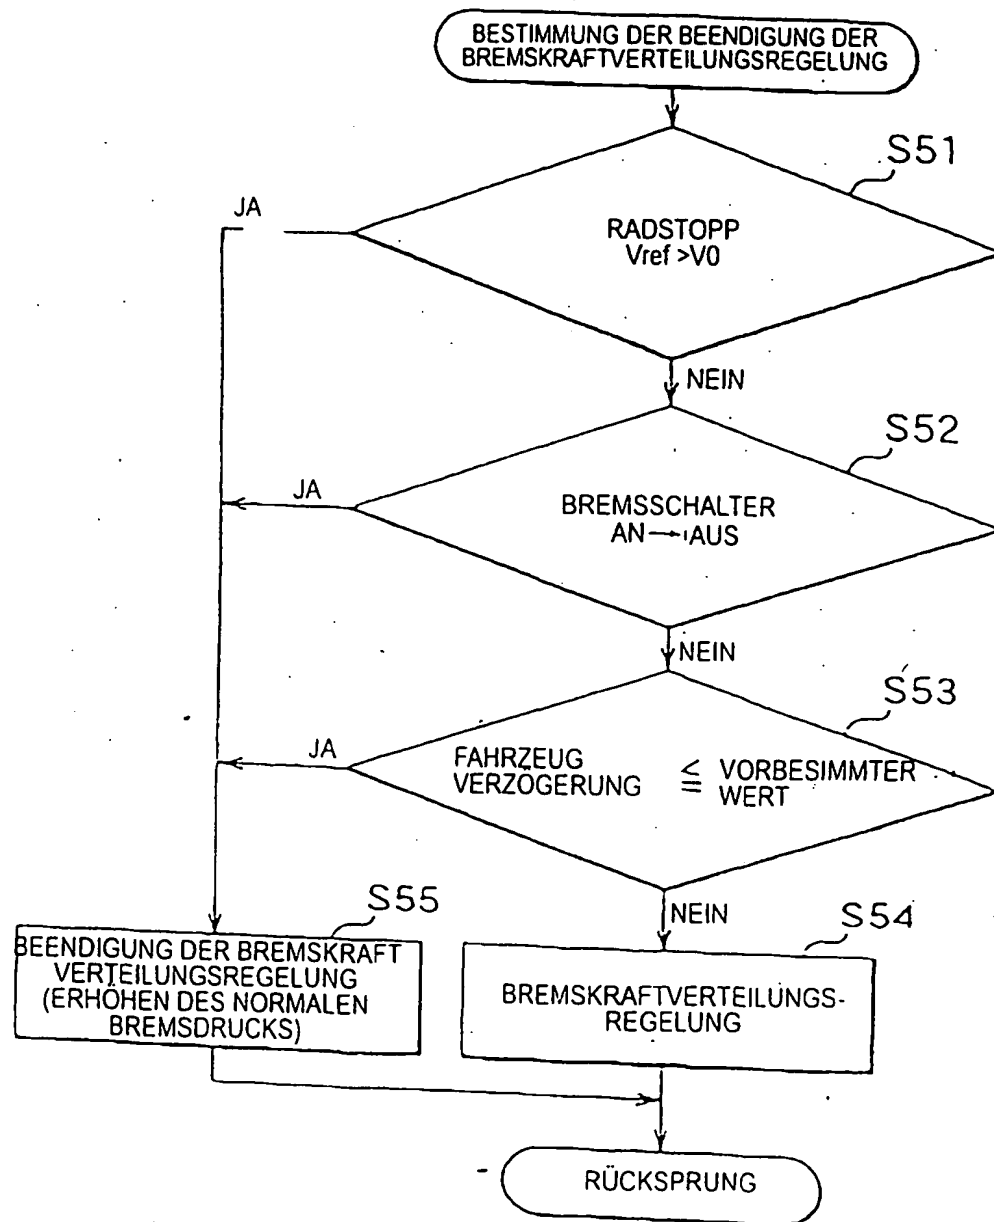 BESTIMMUNG DER BEENDIGUNG DER
BREMSKRAFTVERTEILUNGSREGELUNG
S51
JA
RADSTOPP
Vref >V0
NEIN
S52
JA
BREMSSCHALTER
AN → AUS
NEIN
S53
JA
FAHRZEUG
VERZÖGERUNG
≦ VORBESIMMTER
WERT
NEIN
S55
S54
BEENDIGUNG DER BREMSKRAFT
VERTEILUNGSREGELUNG
(ERHÖHEN DES NORMALEN
BREMSDRUCKS)
BREMSKRAFTVERTEILUNGS-
REGELUNG
RÜCKSPRUNG